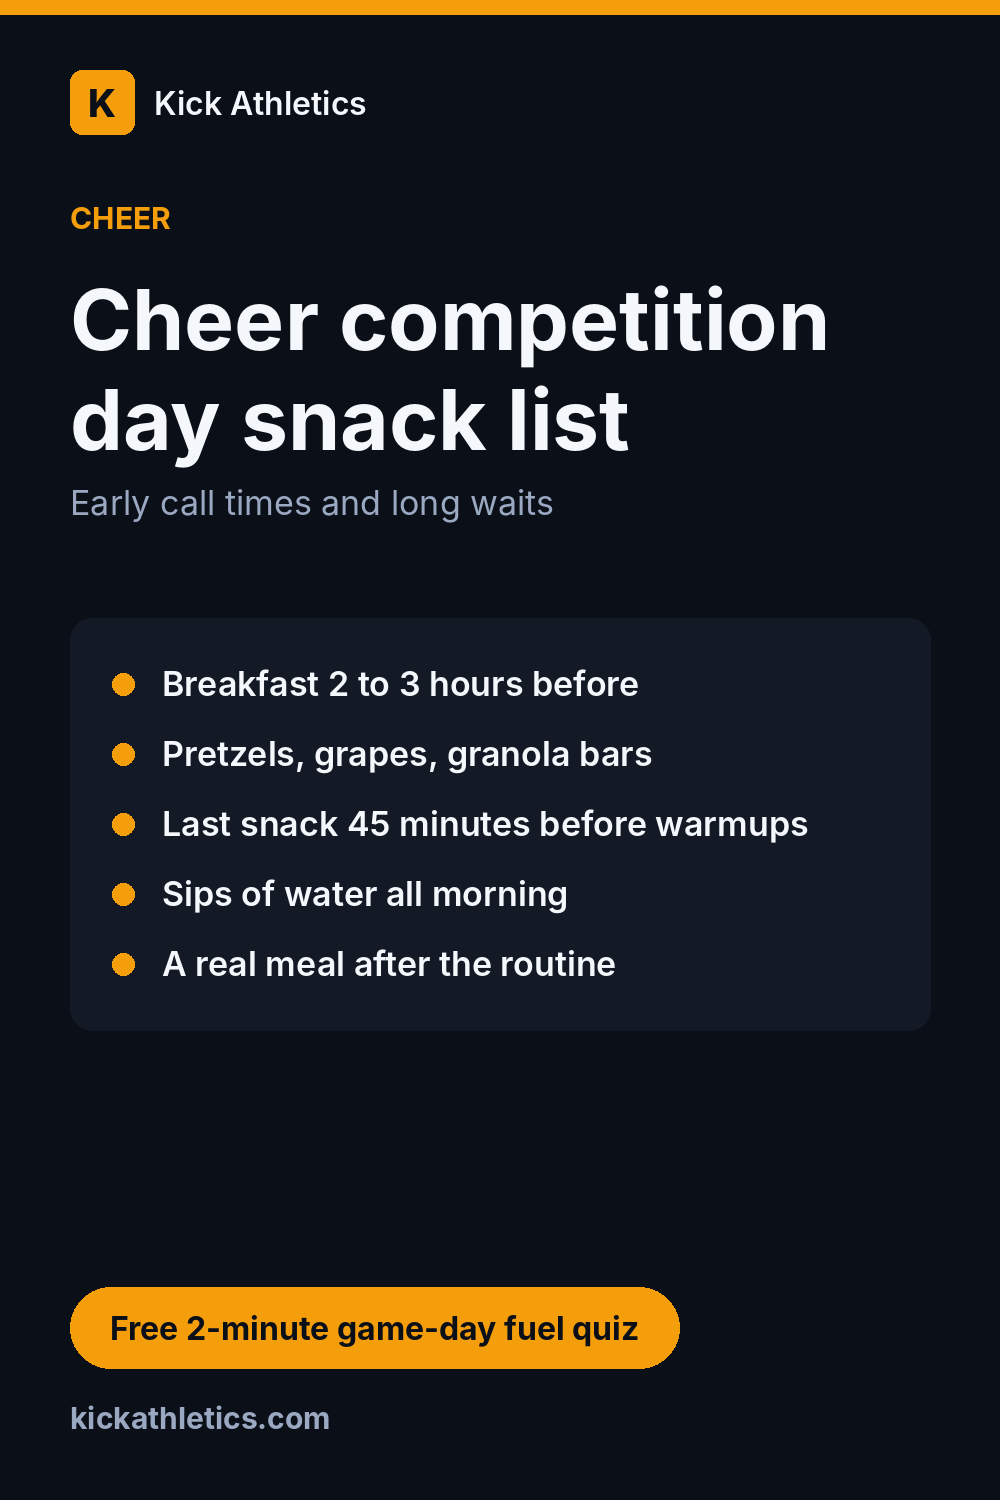 K
Kick Athletics
CHEER
Cheer competition
day snack list
Early call times and long waits
Breakfast 2 to 3 hours before
Pretzels, grapes, granola bars
Last snack 45 minutes before warmups
Sips of water all morning
A real meal after the routine
Free 2-minute game-day fuel quiz
kickathletics.com